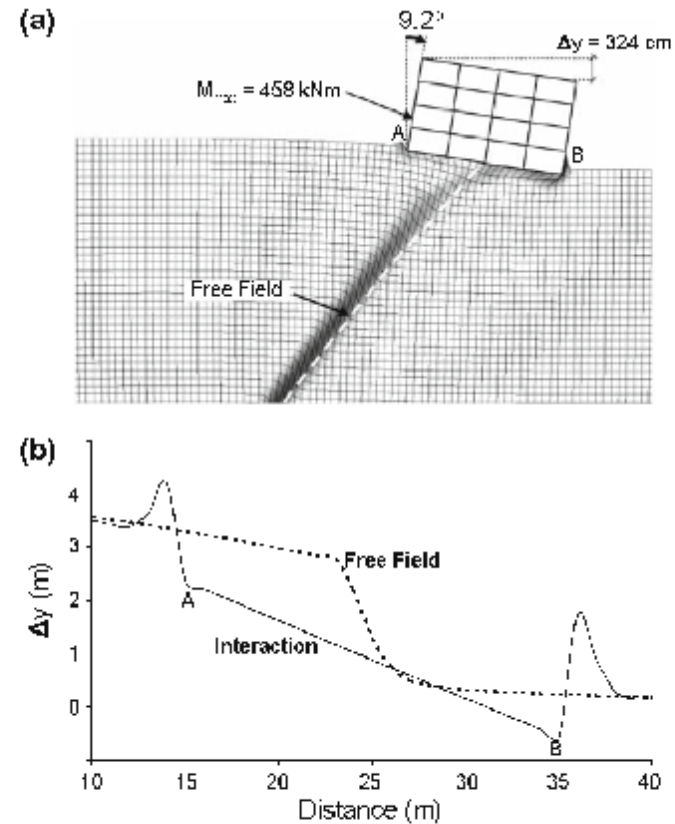 (a)
9.2°
Δy = 324 cm
= 458 kNm
A
B
Free Field
(b)
Δy (m)
4
3
2
1
0
Free Field
A
Interaction
B
10 15 20 25 30 35 40
Distance (m)